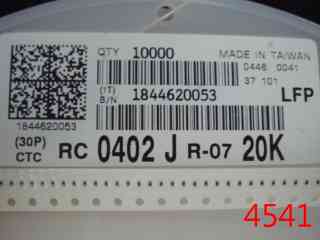 QTY 10000
MADE IN TAIWAN
0446 0041
37 101
(1T)
B/N 1844620053
LFP
1844620053
(30P)
CTC
RC 0402 J R-07 20K
4541